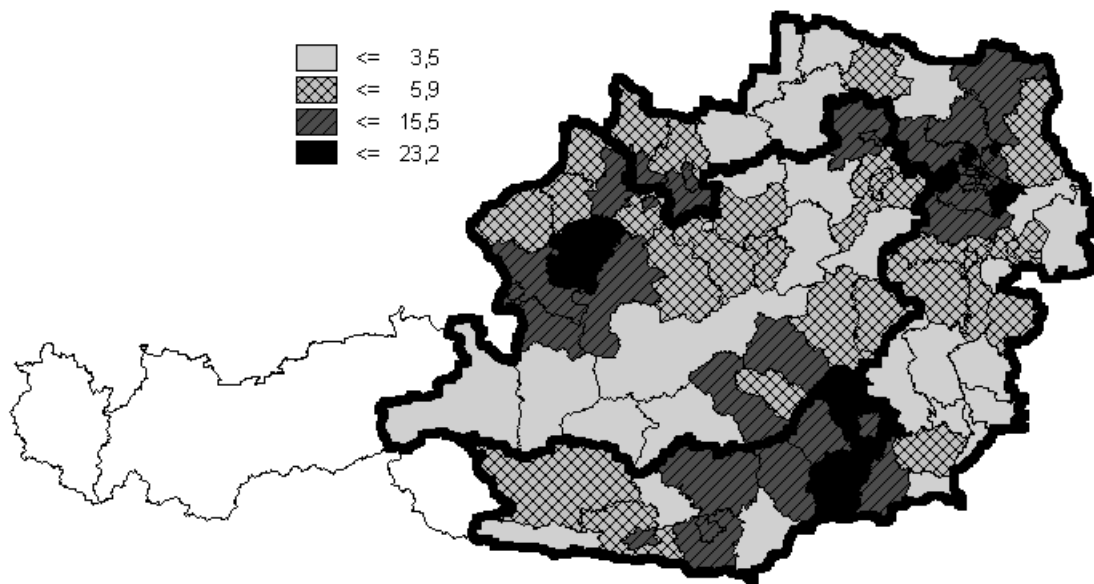 <= 3,5
<= 5,9
<= 15,5
<= 23,2